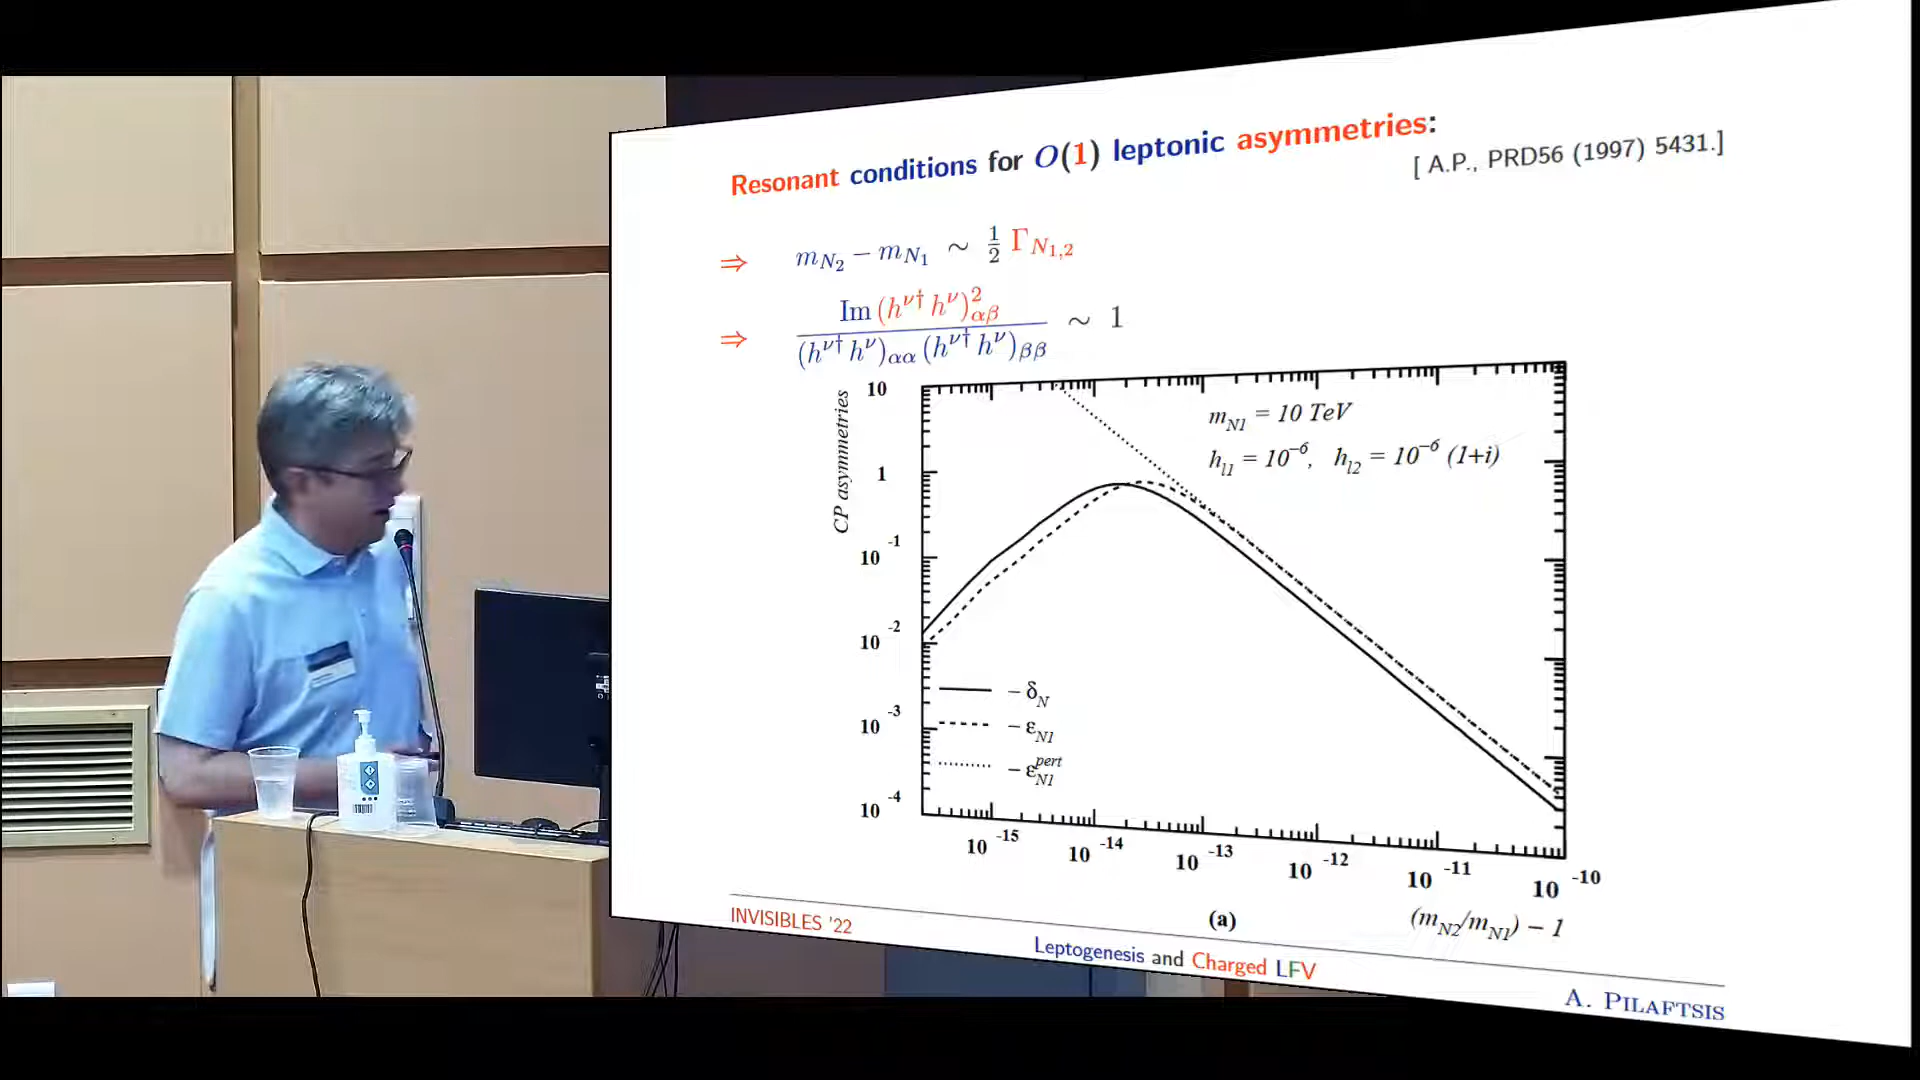 Resonant conditions for O(1) leptonic asymmetries:
[ A.P., PRD56 (1997) 5431.]
⇒ m_{N_2} − m_{N_1} ∼ \frac{1}{2} Γ_{N_{1,2}}
⇒ \frac{Im (h^{ν†} h^ν)^2_{αβ}}{(h^{ν†} h^ν)_{αα} (h^{ν†} h^ν)_{ββ}} ∼ 1
CP asymmetries
10
1
10^{-1}
10^{-2}
10^{-3}
10^{-4}
m_{N1} = 10 TeV
h_{l1} = 10^{−6}, h_{l2} = 10^{−6} (1+i)
− δ_N
− ε_{N1}
− ε_{N1}^{pert}
10^{-15} 10^{-14} 10^{-13} 10^{-12} 10^{-11} 10^{-10}
(a)
(m_{N2}/m_{N1}) − 1
INVISIBLES '22
Leptogenesis and Charged LFV
A. PILAFTSIS